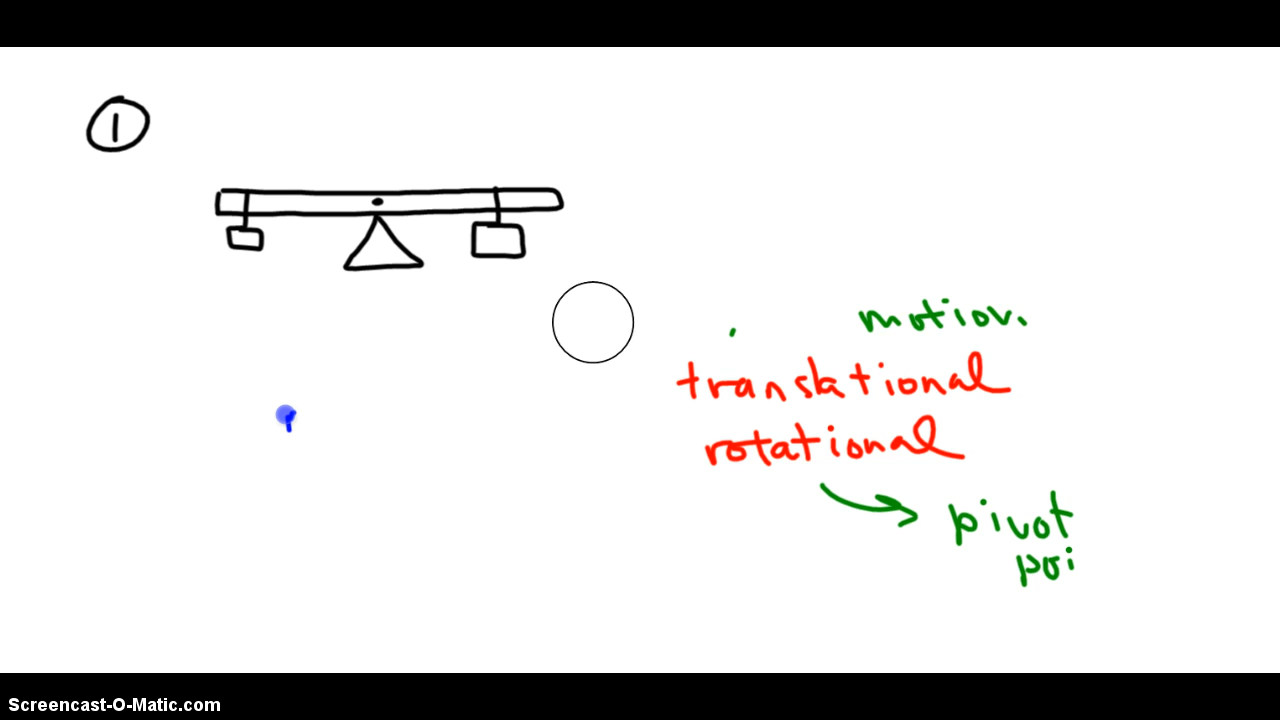 1
motion.
translational
rotational
pivot
poi
Screencast-O-Matic.com